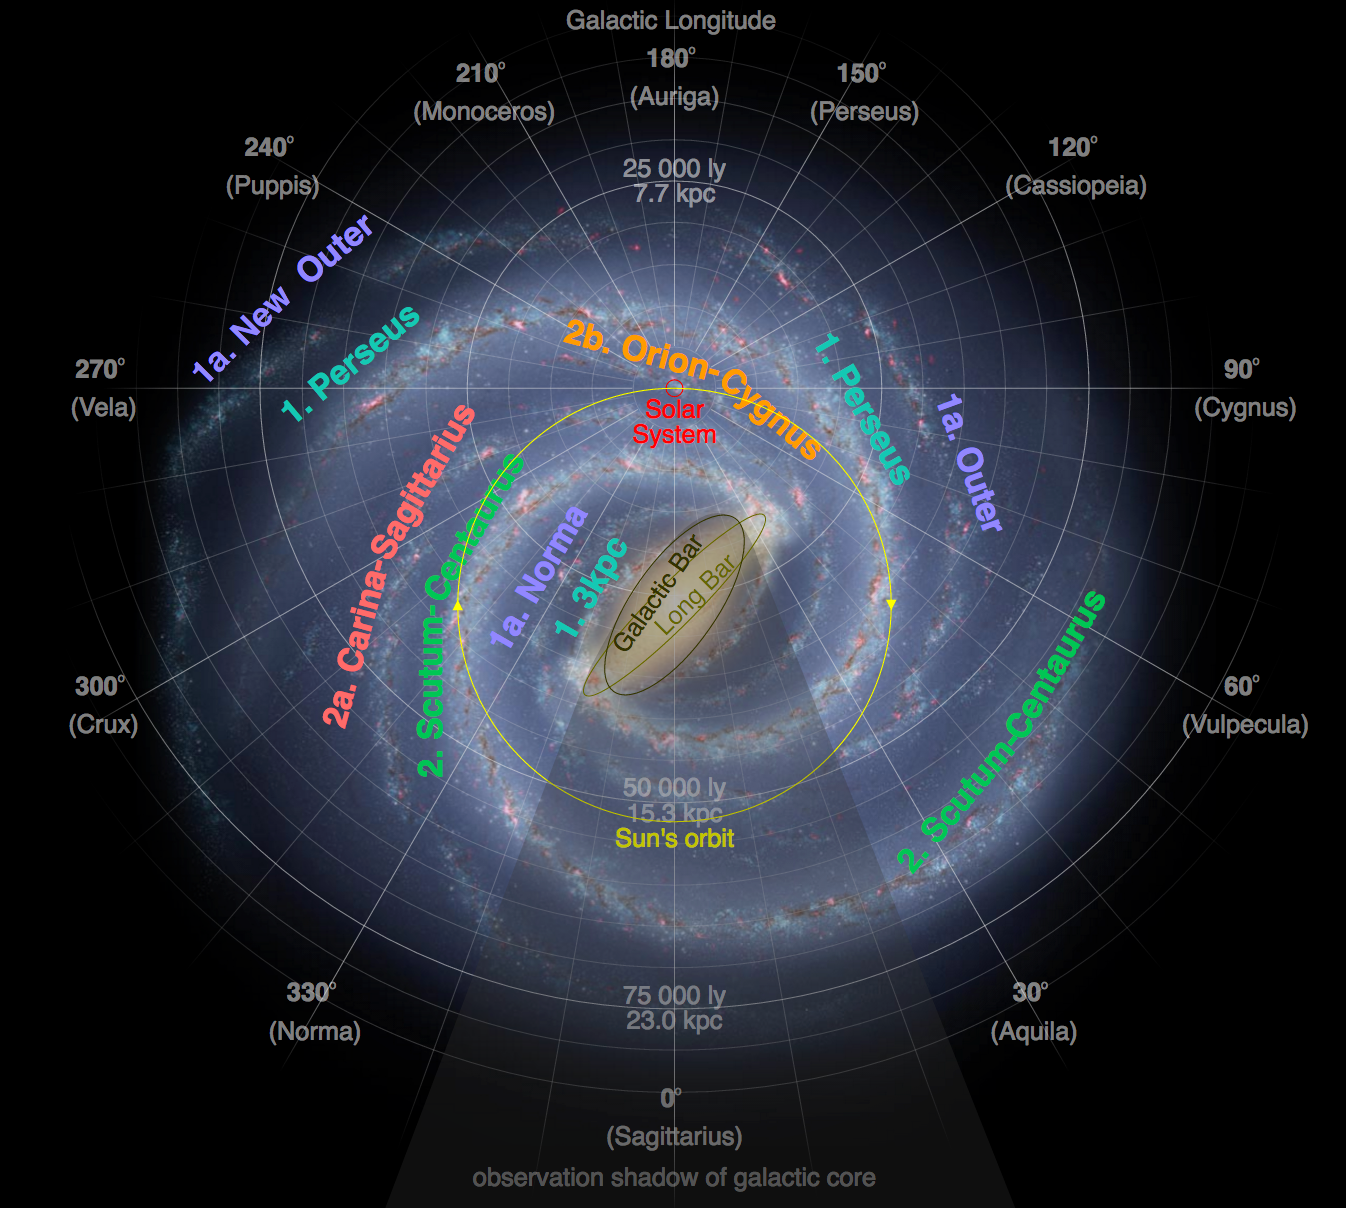 Galactic Longitude
180°
(Auriga)
210°
(Monoceros)
150°
(Perseus)
240°
(Puppis)
120°
(Cassiopeia)
25 000 ly
7.7 kpc
1a. New Outer
1. Perseus
2b. Orion-Cygnus
1. Perseus
1a. Outer
270°
(Vela)
90°
(Cygnus)
Solar
System
2a. Carina-Sagittarius
2. Scutum-Centaurus
1a. Norma
1. 3kpc
Galactic Bar
Long Bar
2. Scutum-Centaurus
300°
(Crux)
60°
(Vulpecula)
50 000 ly
15.3 kpc
Sun's orbit
75 000 ly
23.0 kpc
330°
(Norma)
30°
(Aquila)
0°
(Sagittarius)
observation shadow of galactic core